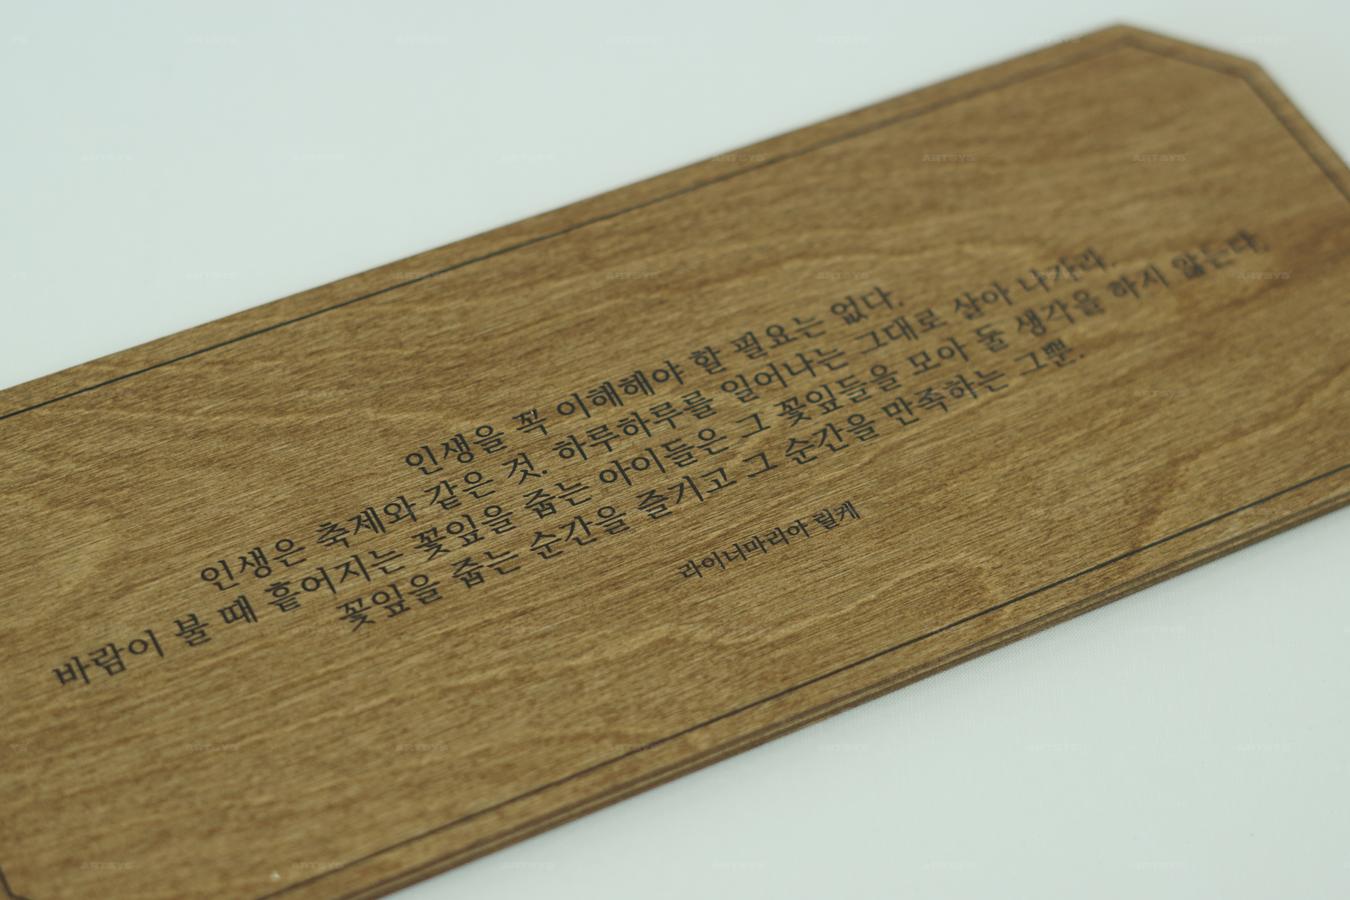 인생을 꼭 이해해야 할 필요는 없다.
인생은 축제와 같은 것. 하루하루를 일어나는 그대로 살아 나가라.
바람이 불 때 흩어지는 꽃잎을 줍는 아이들은 그 꽃잎들을 모아 둘 생각을 하지 않는다.
꽃잎을 줍는 순간을 즐기고 그 순간을 만족하는 그뿐.
라이너마리아 릴케
ARTSYS